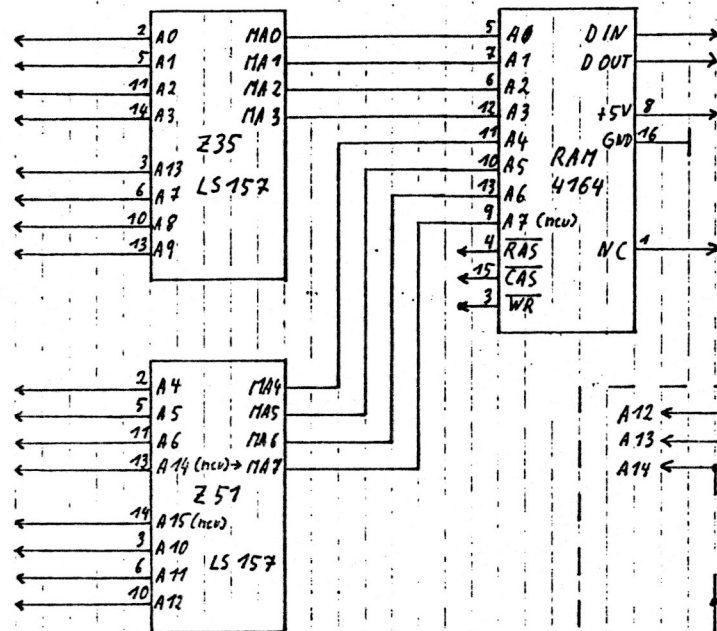 2 A0 MA0
5 A1 MA1
11 A2 MA2
14 A3 MA3
Z35
3 A13
LS157
6 A7
10 A8
13 A9
5 A0 D IN
7 A1 D OUT
6 A2
12 A3 +5V 8
11 A4 GND 16
10 A5 RAM
13 A6 4164
9 A7 (neu)
4 RAS NC 1
15 CAS
3 WR
2 A4 MA4
5 A5 MA5
11 A6 MA6
13 A14 (neu)→ MA7
Z51
14 A15 (neu)
3 A10
6 A11 LS 157
10 A12
A12
A13
A14